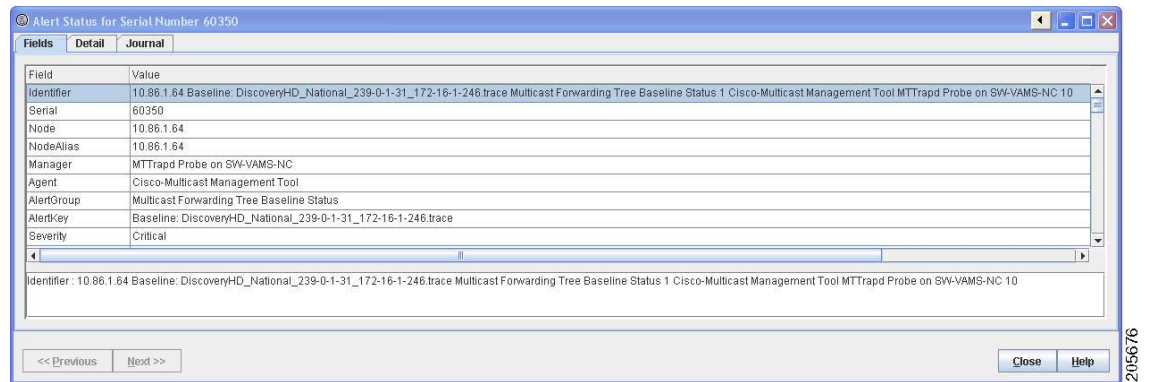 Alert Status for Serial Number 60350
Fields Detail Journal
Field Value
Identifier 10.86.1.64 Baseline: DiscoveryHD_National_239-0-1-31_172-16-1-246.trace Multicast Forwarding Tree Baseline Status 1 Cisco-Multicast Management Tool MTTrapd Probe on SW-VAMS-NC 10
Serial 60350
Node 10.86.1.64
NodeAlias 10.86.1.64
Manager MTTrapd Probe on SW-VAMS-NC
Agent Cisco-Multicast Management Tool
AlertGroup Multicast Forwarding Tree Baseline Status
AlertKey Baseline: DiscoveryHD_National_239-0-1-31_172-16-1-246.trace
Severity Critical
Identifier : 10.86.1.64 Baseline: DiscoveryHD_National_239-0-1-31_172-16-1-246.trace Multicast Forwarding Tree Baseline Status 1 Cisco-Multicast Management Tool MTTrapd Probe on SW-VAMS-NC 10
<< Previous Next >> Close Help
205676